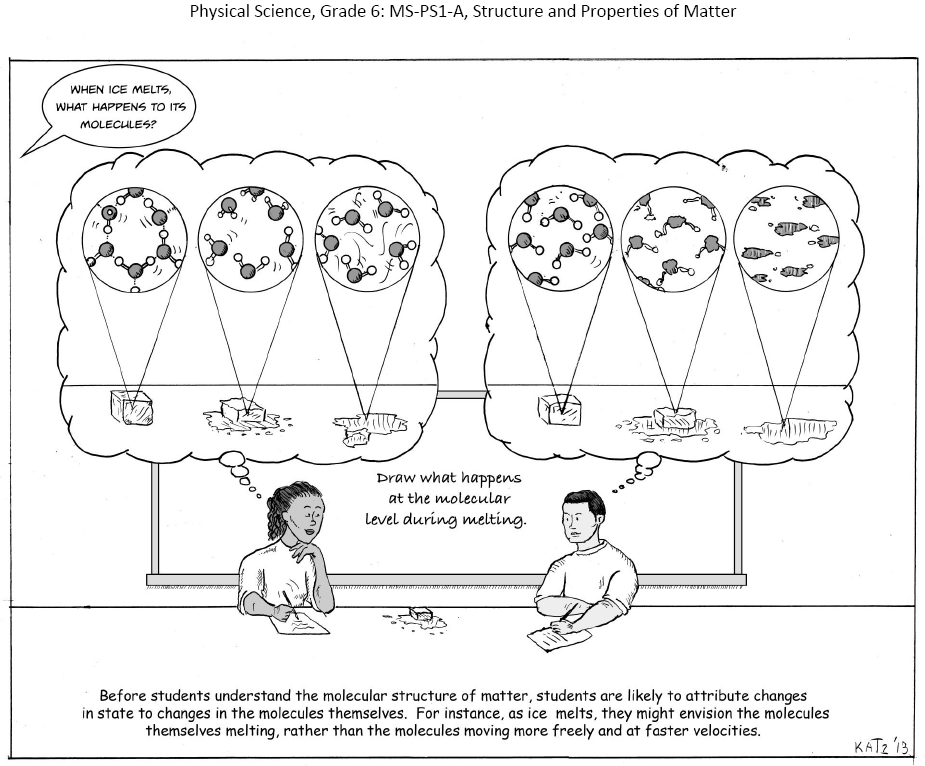 Physical Science, Grade 6: MS-PS1-A, Structure and Properties of Matter
WHEN ICE MELTS,
WHAT HAPPENS TO ITS
MOLECULES?
Draw what happens
at the molecular
level during melting.
Before students understand the molecular structure of matter, students are likely to attribute changes
in state to changes in the molecules themselves. For instance, as ice melts, they might envision the molecules
themselves melting, rather than the molecules moving more freely and at faster velocities.
KATZ '13